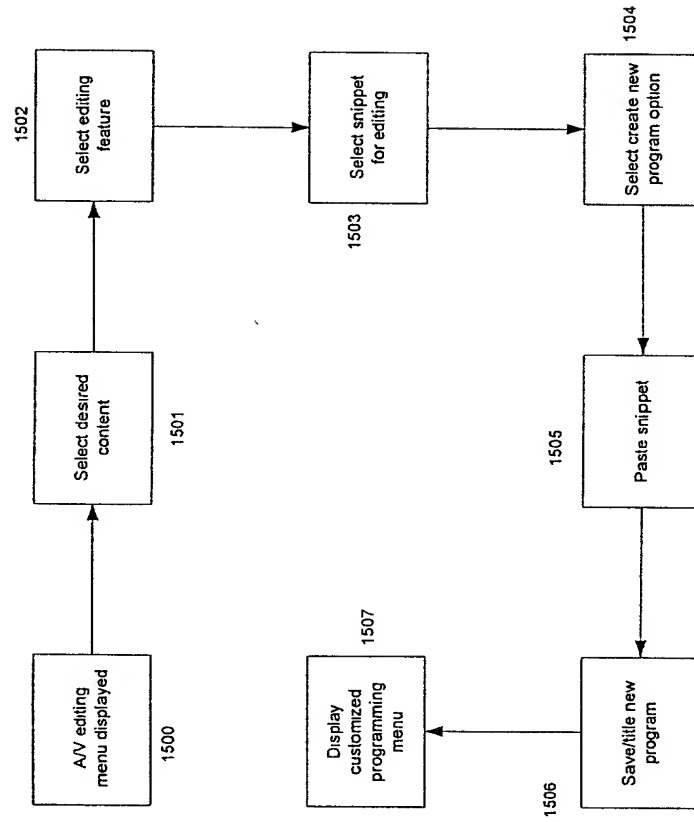 A/V editing
menu displayed
1500
Select desired
content
1501
1502
Select editing
feature
Select snippet
for editing
1503
1504
Select create new
program option
1505
Paste snippet
Save/title new
program
1506
1507
Display
customized
programming
menu